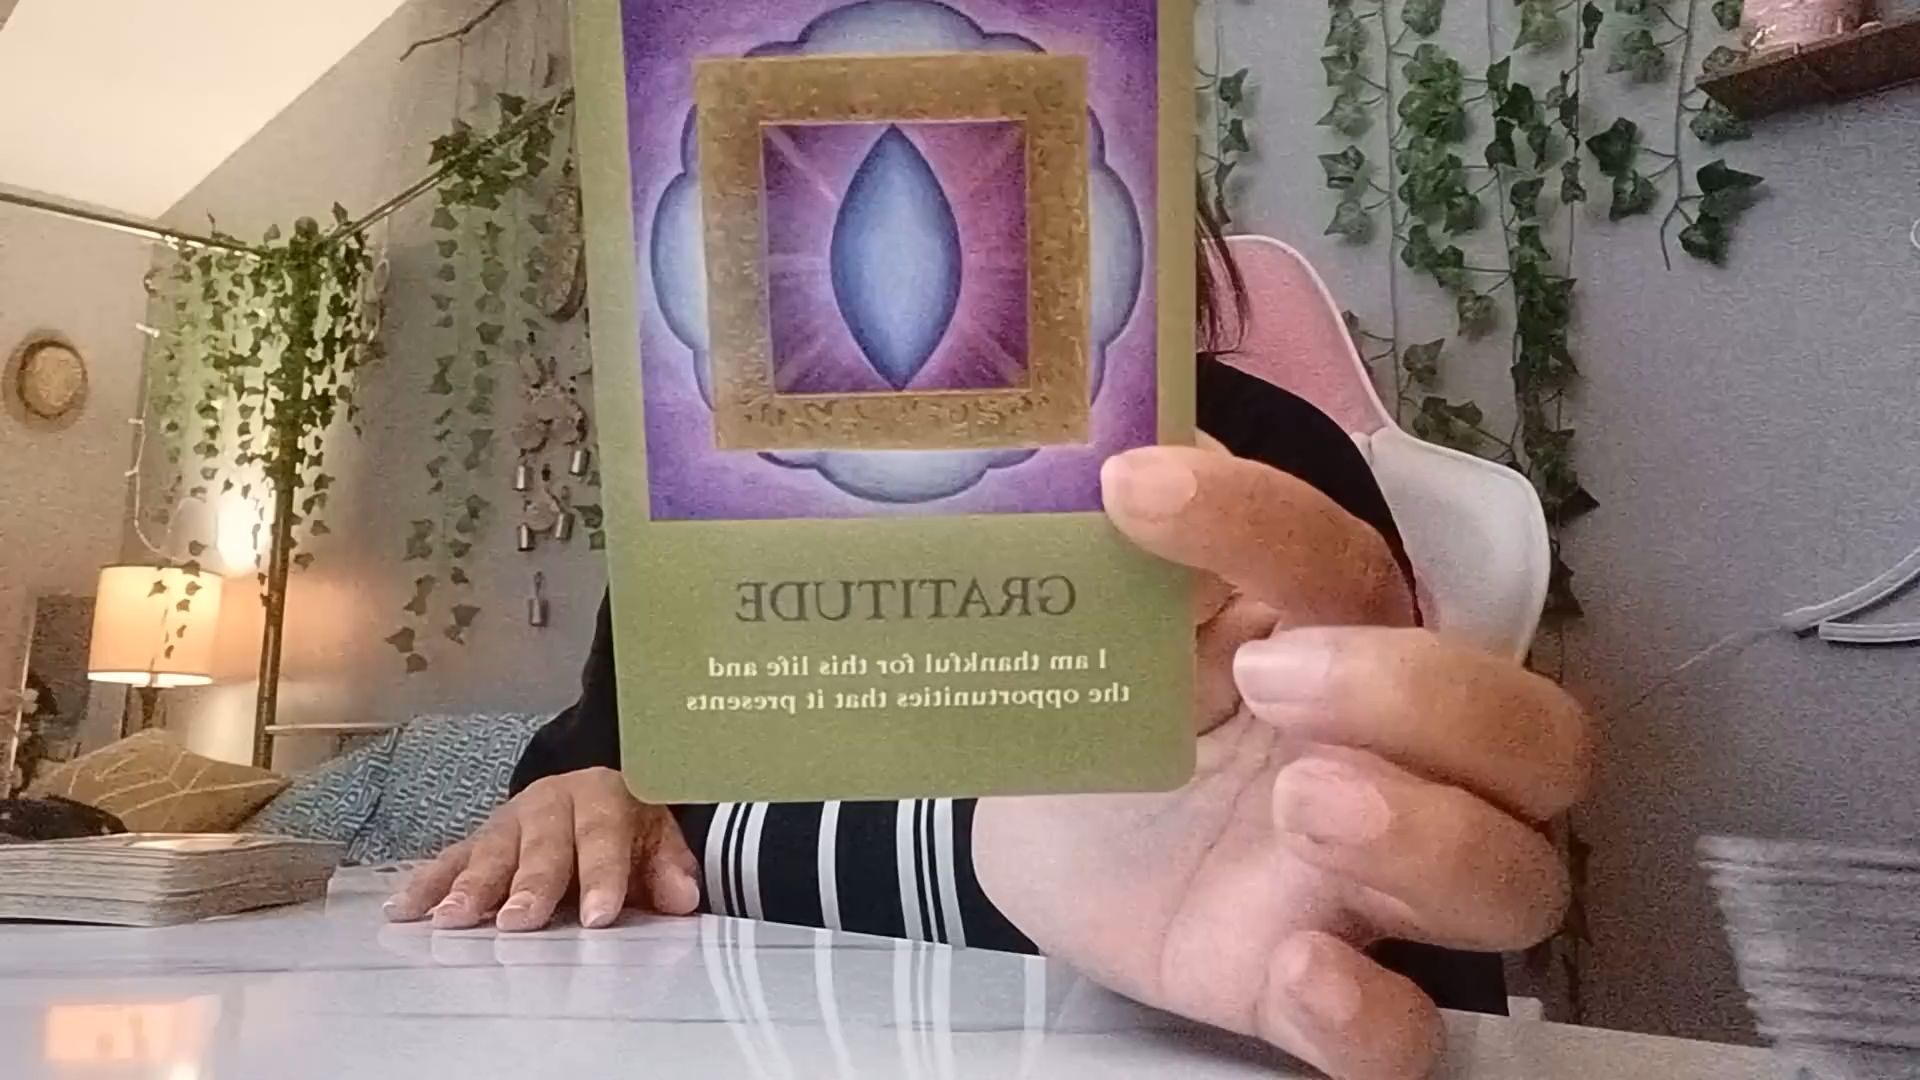 GRATITUDE
I am thankful for this life and
the opportunities that it presents